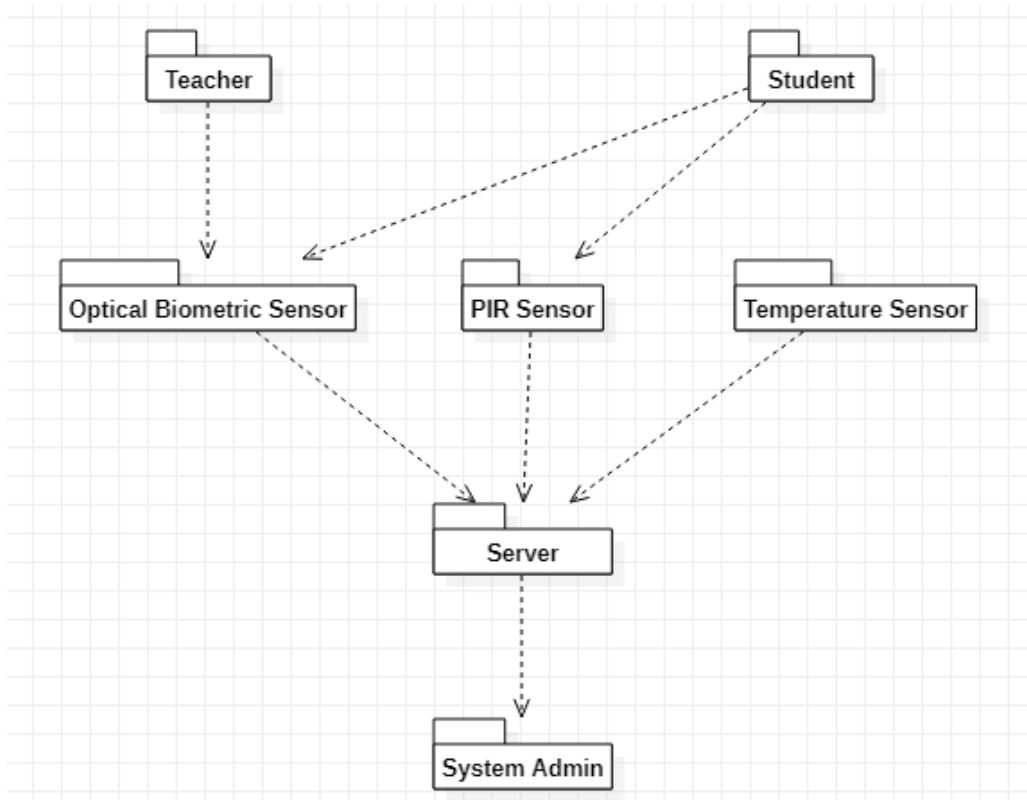 Teacher
Student
Optical Biometric Sensor
PIR Sensor
Temperature Sensor
Server
System Admin